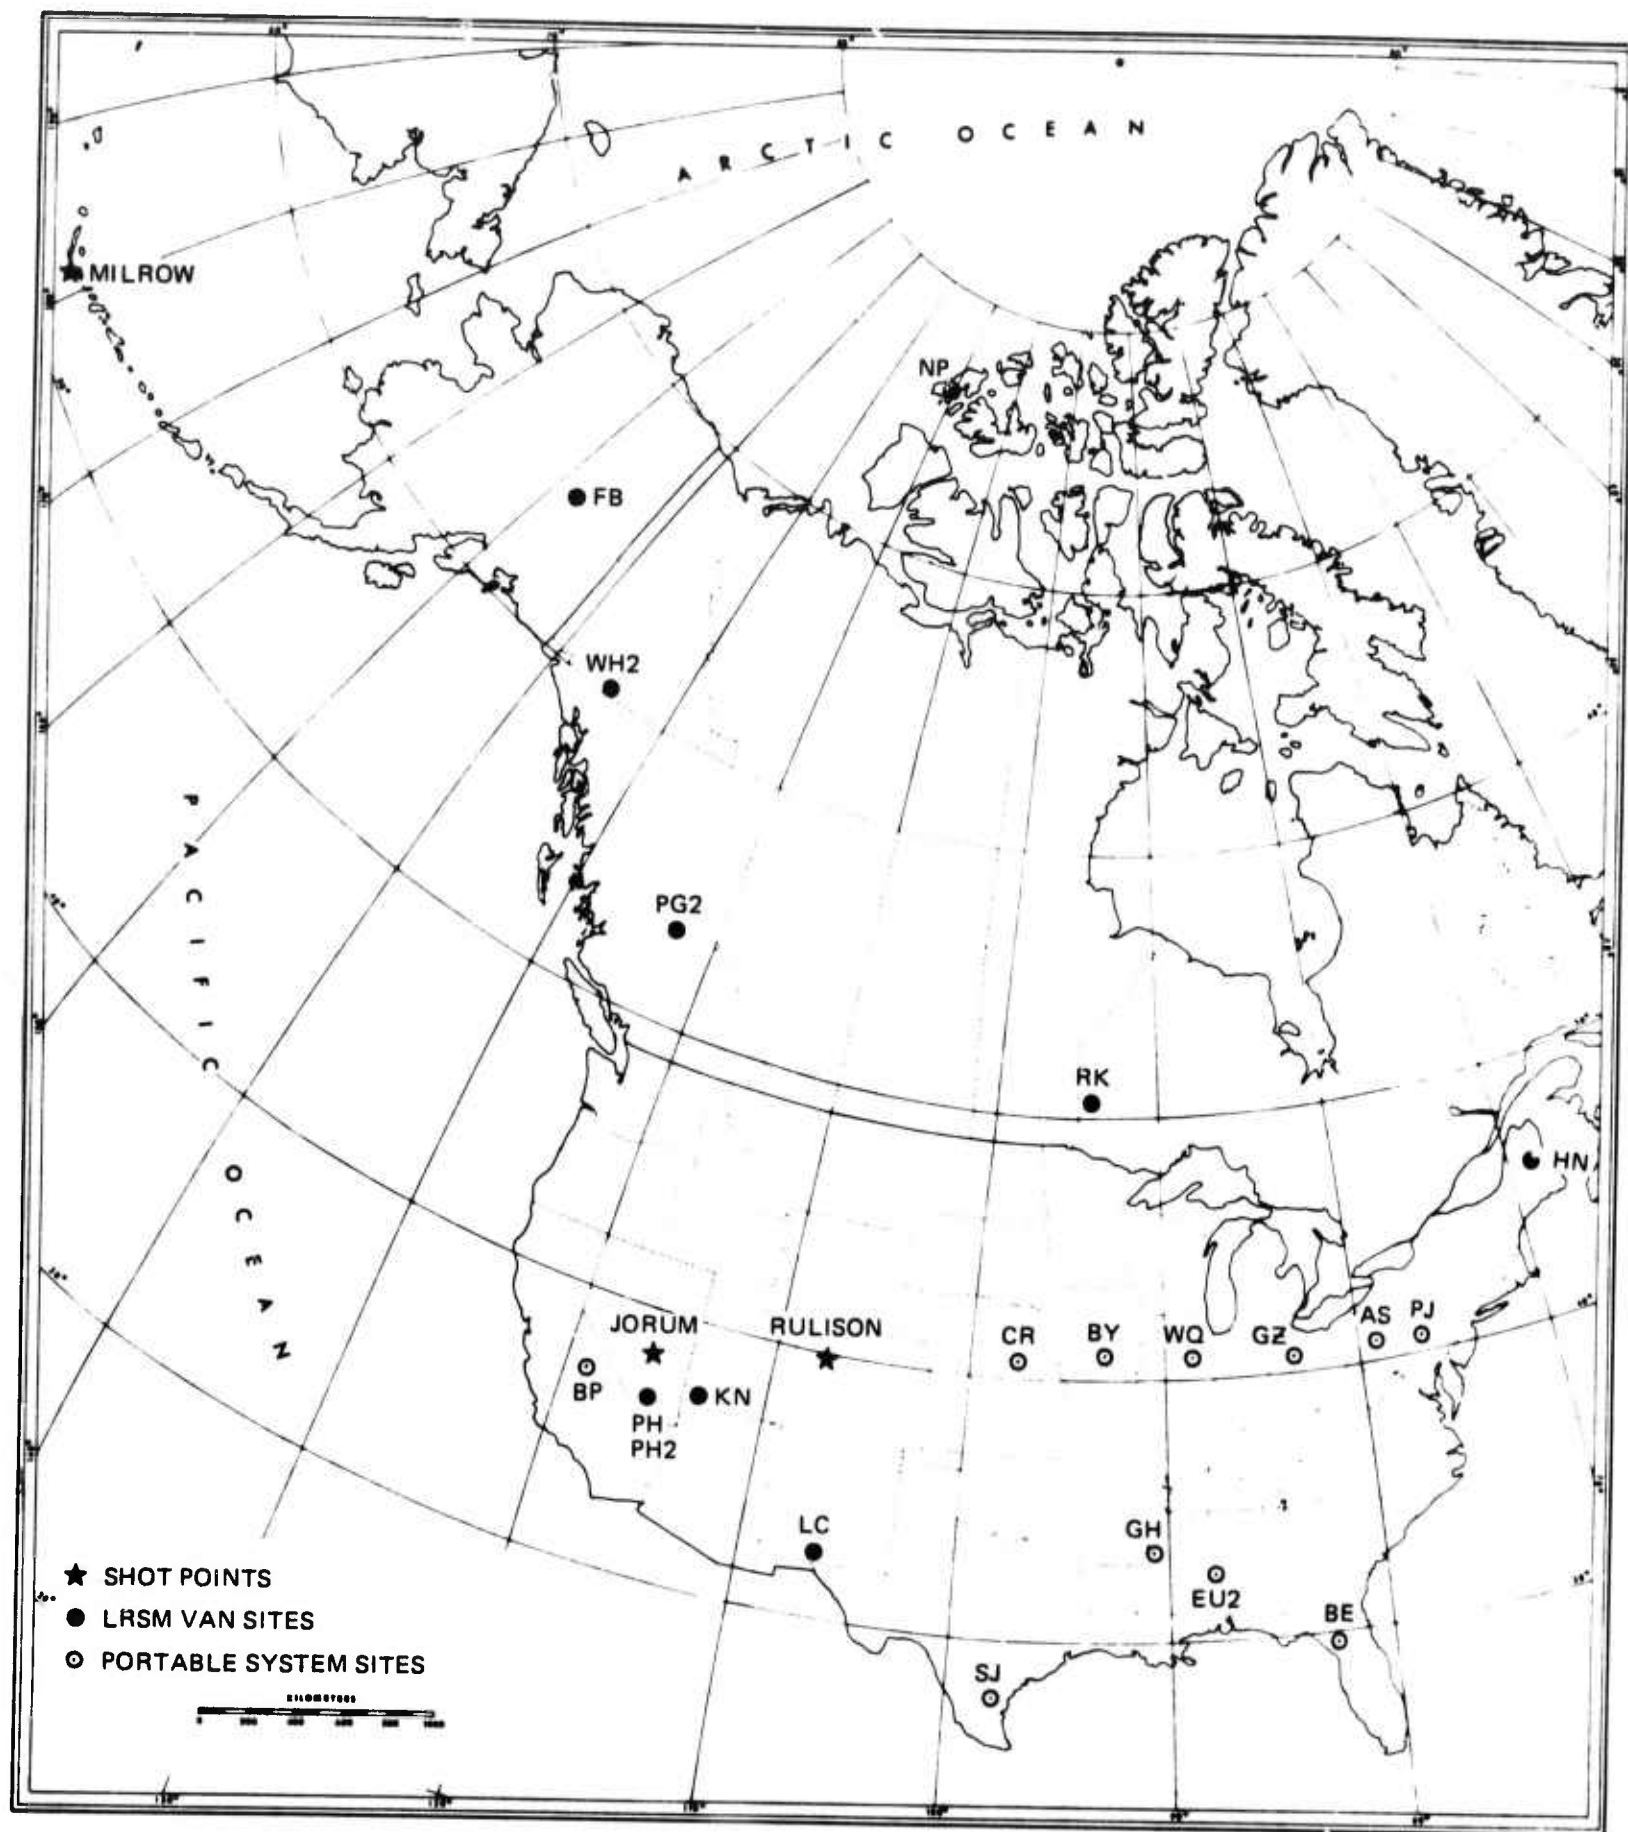 ARCTIC OCEAN
MILROW
NP
FB
WH2
PACIFIC
OCEAN
PG2
RK
HN
JORUM
RULISON
CR
BY
WQ
GZ
AS
PJ
BP
KN
PH
PH2
LC
GH
EU2
BE
SJ
SHOT POINTS
LRSM VAN SITES
PORTABLE SYSTEM SITES
KILOMETERS